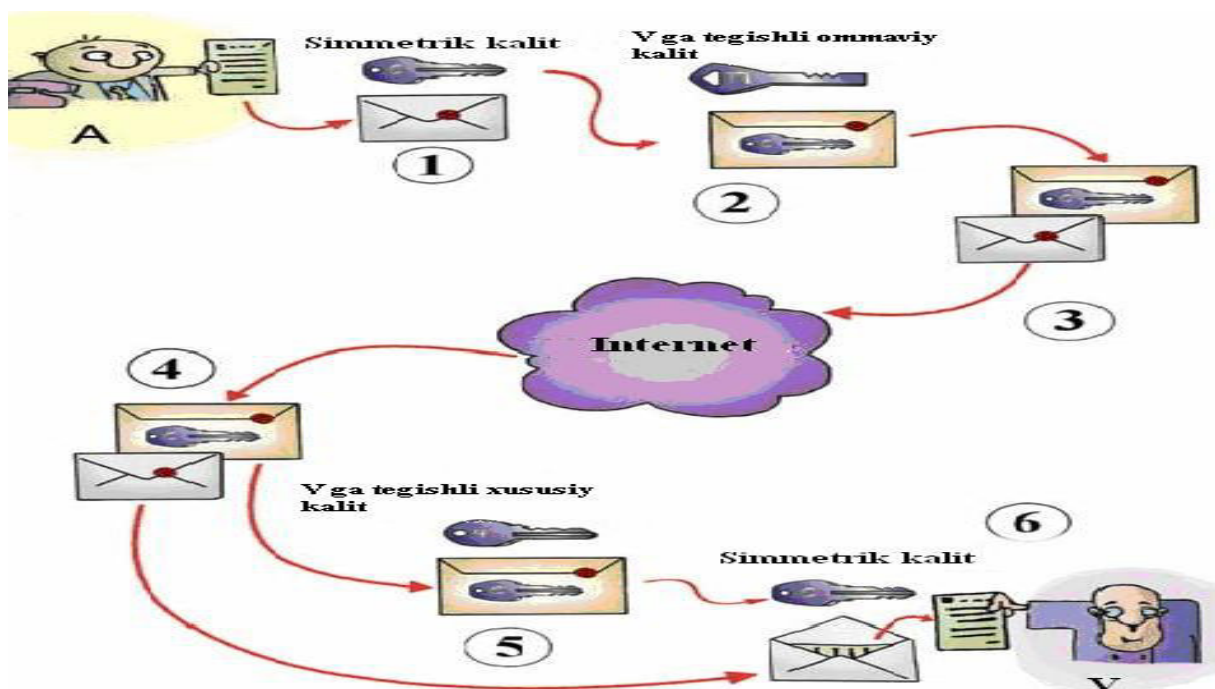 Simmetrik kalit
V ga tegishli ommaviy
kalit
A
1
2
3
Internet
4
V ga tegishli xususiy
kalit
5
Simmetrik kalit
6